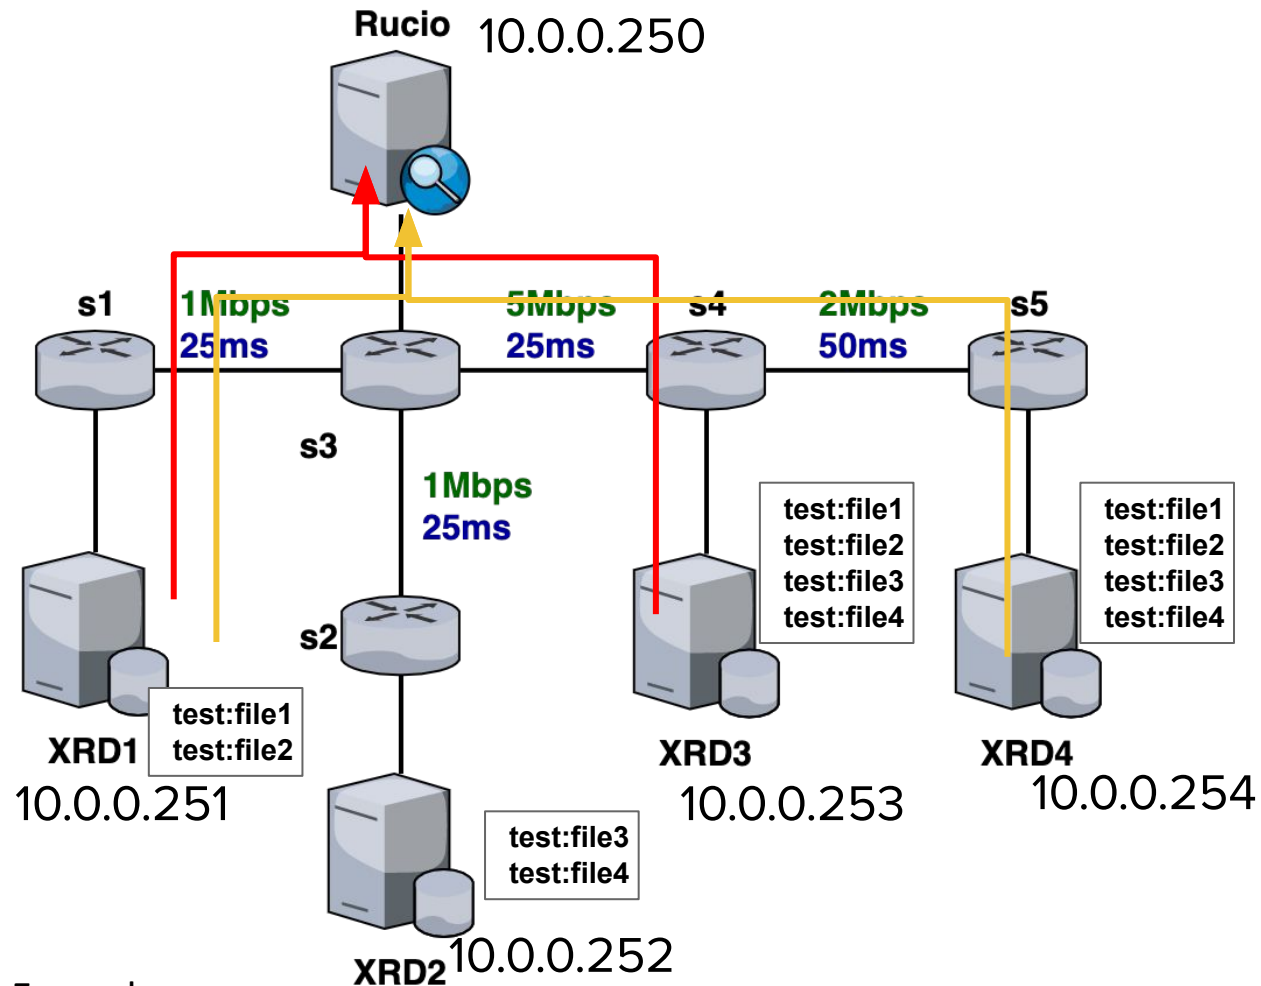 Rucio
10.0.0.250
s1
1Mbps
25ms
5Mbps
25ms
s4
2Mbps
50ms
s5
s3
1Mbps
25ms
s2
test:file1
test:file2
test:file3
test:file4
test:file1
test:file2
test:file3
test:file4
test:file1
test:file2
XRD1
10.0.0.251
XRD3
10.0.0.253
XRD4
10.0.0.254
test:file3
test:file4
XRD2
10.0.0.252